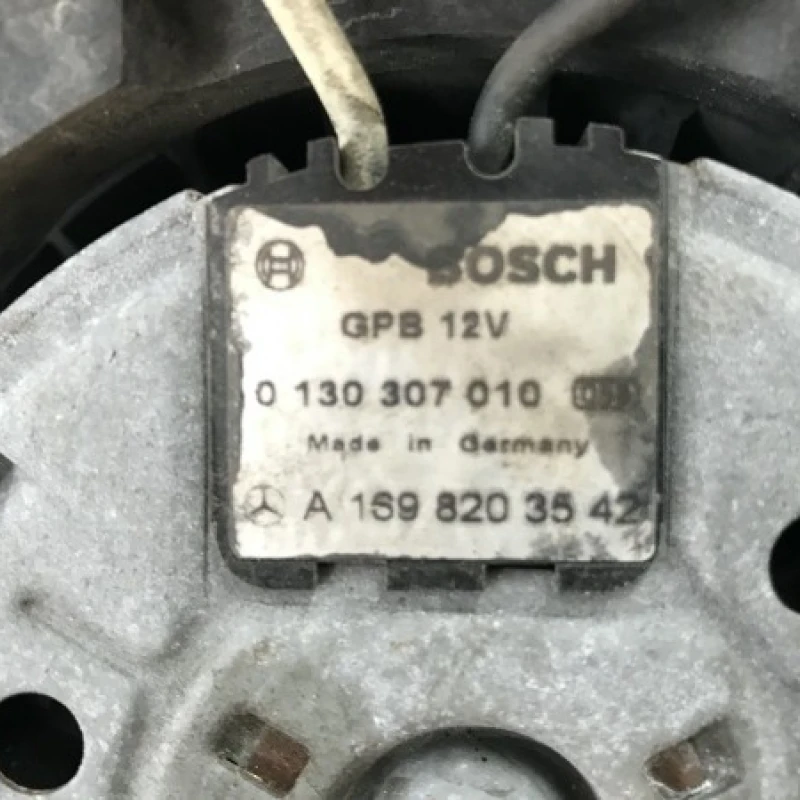 BOSCH
GPB 12V
0 130 307 010
Made in Germany
A 169 820 35 42